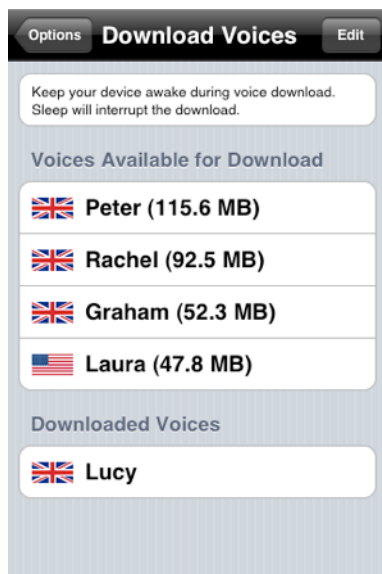 Options Download Voices Edit
Keep your device awake during voice download.
Sleep will interrupt the download.
Voices Available for Download
Peter (115.6 MB)
Rachel (92.5 MB)
Graham (52.3 MB)
Laura (47.8 MB)
Downloaded Voices
Lucy